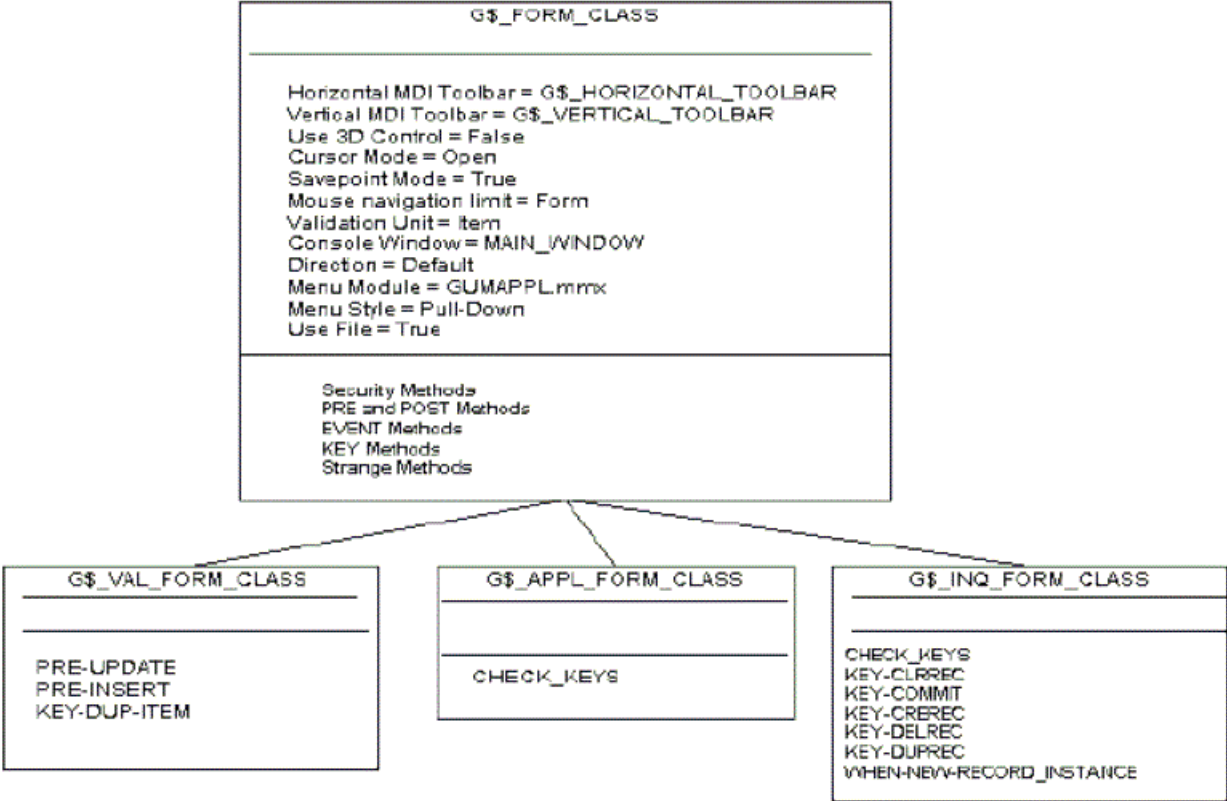 G$_FORM_CLASS
Horizontal MDI Toolbar = G$_HORIZONTAL_TOOLBAR
Vertical MDI Toolbar = G$_VERTICAL_TOOLBAR
Use 3D Control = False
Cursor Mode = Open
Savepoint Mode = True
Mouse navigation limit = Form
Validation Unit = Item
Console Window = MAIN_WINDOW
Direction = Default
Menu Module = GUMAPPL.mmx
Menu Style = Pull-Down
Use File = True
Security Methods
PRE and POST Methods
EVENT Methods
KEY Methods
Strange Methods
G$_VAL_FORM_CLASS
PRE-UPDATE
PRE-INSERT
KEY-DUP-ITEM
G$_APPL_FORM_CLASS
CHECK_KEYS
G$_INQ_FORM_CLASS
CHECK_KEYS
KEY-CLRREC
KEY-COMMIT
KEY-CREREC
KEY-DELREC
KEY-DUPREC
WHEN-NEW-RECORD_INSTANCE